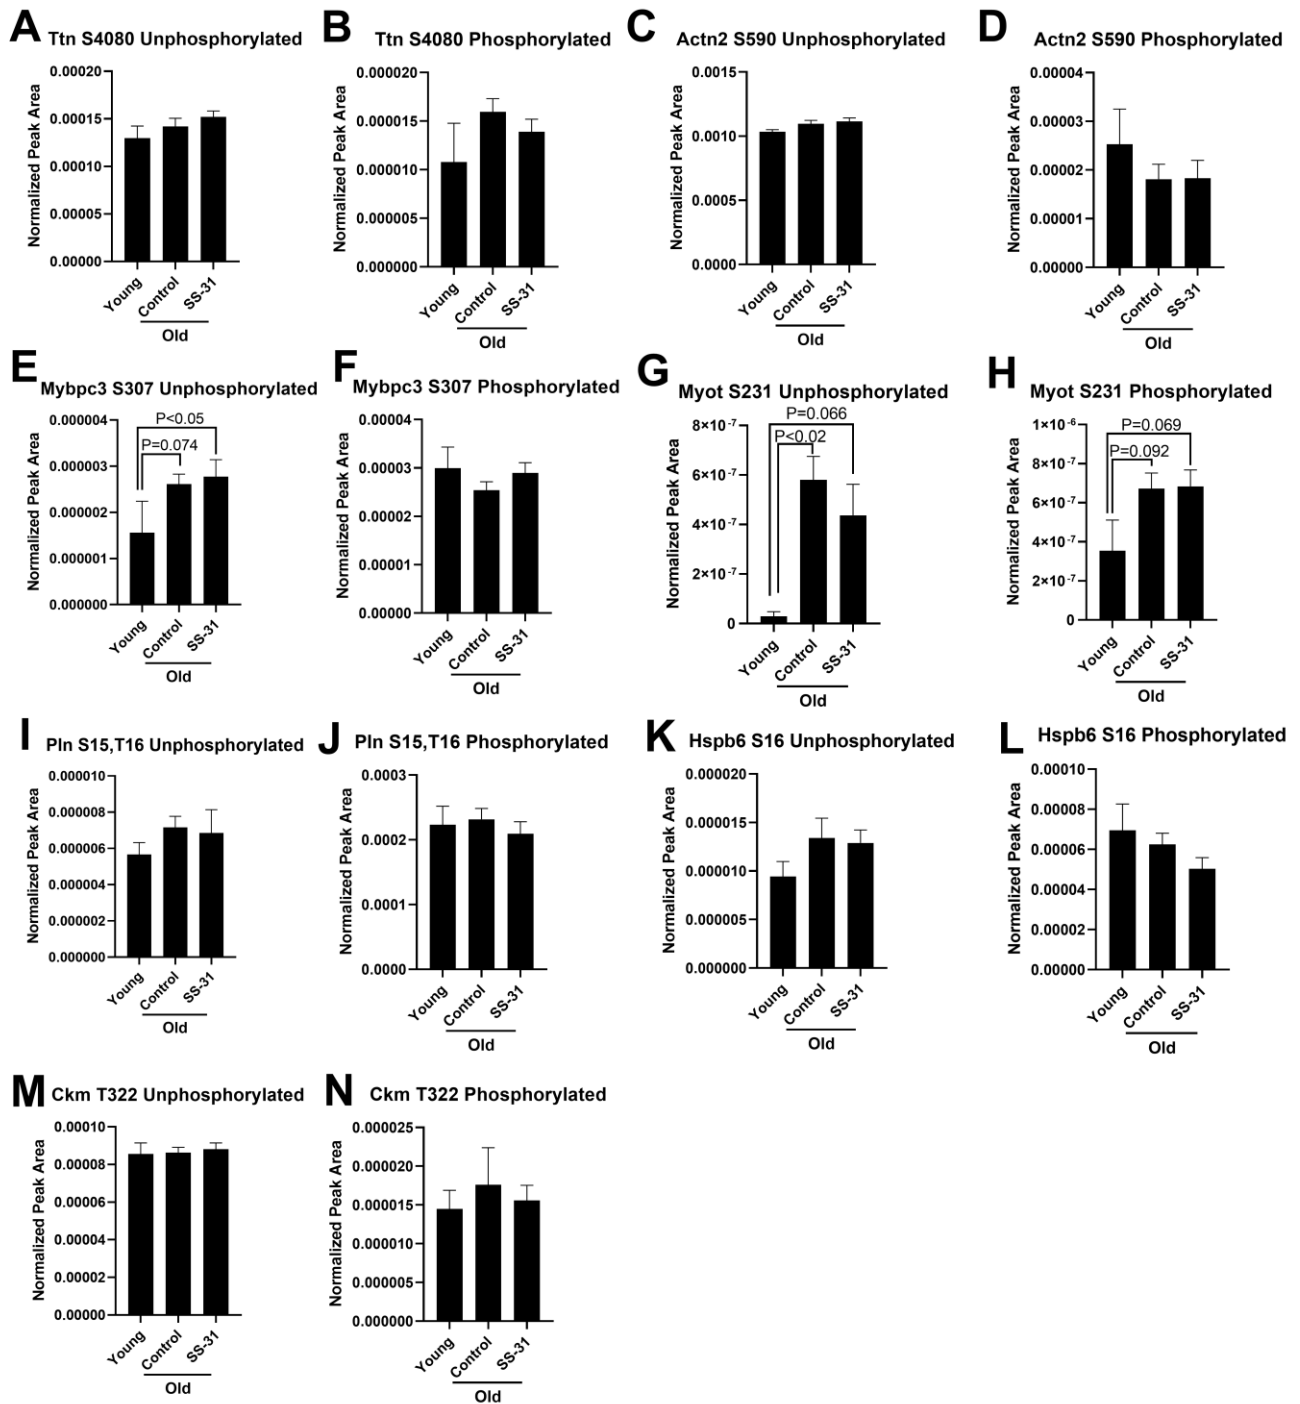 A Ttn S4080 Unphosphorylated
Normalized Peak Area
0.00020
0.00015
0.00010
0.00005
0.00000
Young
Control
SS-31
Old
B Ttn S4080 Phosphorylated
Normalized Peak Area
0.000020
0.000015
0.000010
0.000005
0.000000
Young
Control
SS-31
Old
C Actn2 S590 Unphosphorylated
Normalized Peak Area
0.0015
0.0010
0.0005
0.0000
Young
Control
SS-31
Old
D Actn2 S590 Phosphorylated
Normalized Peak Area
0.00004
0.00003
0.00002
0.00001
0.00000
Young
Control
SS-31
Old
E Mybpc3 S307 Unphosphorylated
Normalized Peak Area
0.000004
0.000003
0.000002
0.000001
0.000000
P<0.05
P=0.074
Young
Control
SS-31
Old
F Mybpc3 S307 Phosphorylated
Normalized Peak Area
0.00004
0.00003
0.00002
0.00001
0.00000
Young
Control
SS-31
Old
G Myot S231 Unphosphorylated
Normalized Peak Area
8×10⁻⁷
6×10⁻⁷
4×10⁻⁷
2×10⁻⁷
0
P=0.066
P<0.02
Young
Control
SS-31
Old
H Myot S231 Phosphorylated
Normalized Peak Area
1×10⁻⁶
8×10⁻⁷
6×10⁻⁷
4×10⁻⁷
2×10⁻⁷
0
P=0.069
P=0.092
Young
Control
SS-31
Old
I Pln S15,T16 Unphosphorylated
Normalized Peak Area
0.000010
0.000008
0.000006
0.000004
0.000002
0.000000
Young
Control
SS-31
Old
J Pln S15,T16 Phosphorylated
Normalized Peak Area
0.0003
0.0002
0.0001
0.0000
Young
Control
SS-31
Old
K Hspb6 S16 Unphosphorylated
Normalized Peak Area
0.000020
0.000015
0.000010
0.000005
0.000000
Young
Control
SS-31
Old
L Hspb6 S16 Phosphorylated
Normalized Peak Area
0.00010
0.00008
0.00006
0.00004
0.00002
0.00000
Young
Control
SS-31
Old
M Ckm T322 Unphosphorylated
Normalized Peak Area
0.00010
0.00008
0.00006
0.00004
0.00002
0.00000
Young
Control
SS-31
Old
N Ckm T322 Phosphorylated
Normalized Peak Area
0.000025
0.000020
0.000015
0.000010
0.000005
0.000000
Young
Control
SS-31
Old